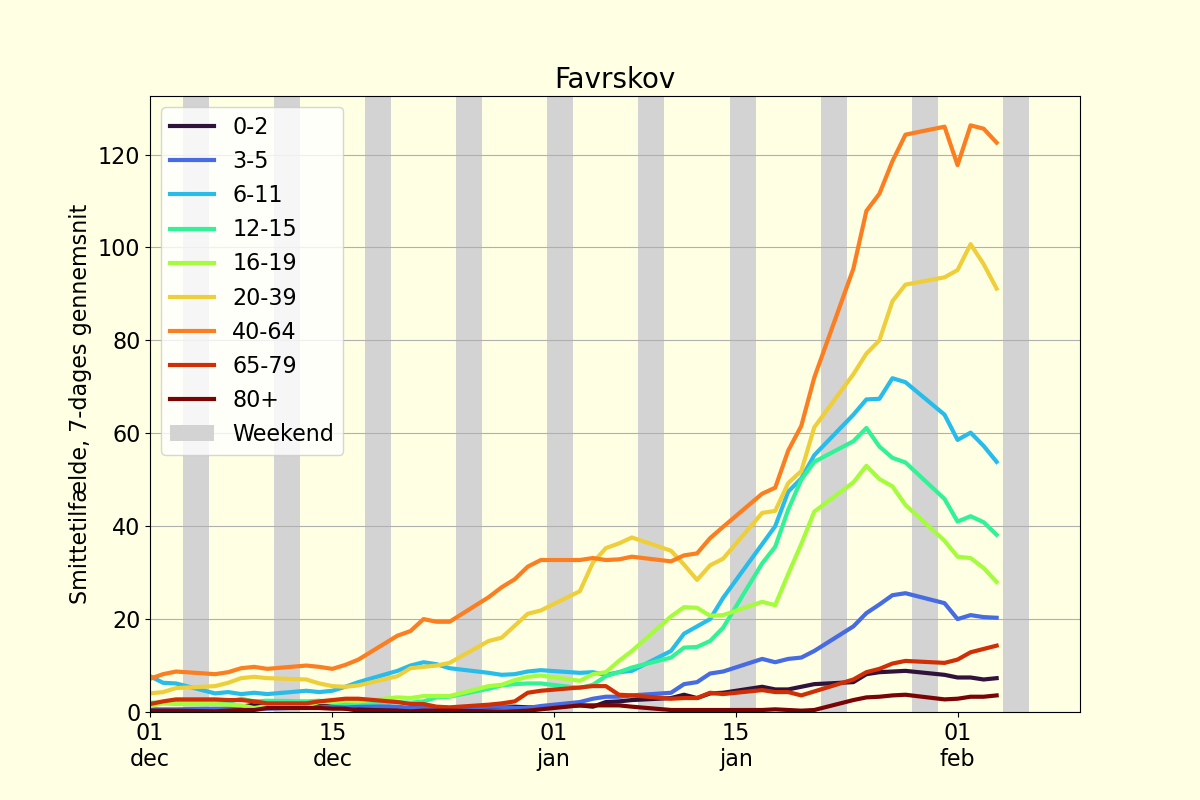 Favrskov
Smittetilfælde, 7-dages gennemsnit
120
100
80
60
40
20
0
0-2
3-5
6-11
12-15
16-19
20-39
40-64
65-79
80+
Weekend
01 dec
15 dec
01 jan
15 jan
01 feb